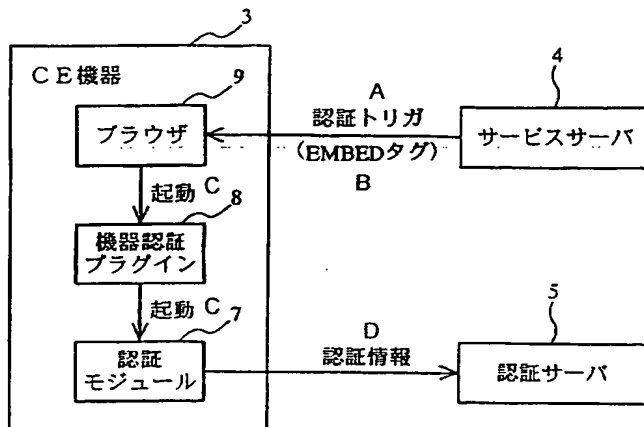 3
CE機器
9
ブラウザ
A
認証トリガ
(EMBEDタグ)
B
4
サービスサーバ
起動 C
8
機器認証
プラグイン
起動 C
7
認証
モジュール
D
認証情報
5
認証サーバ